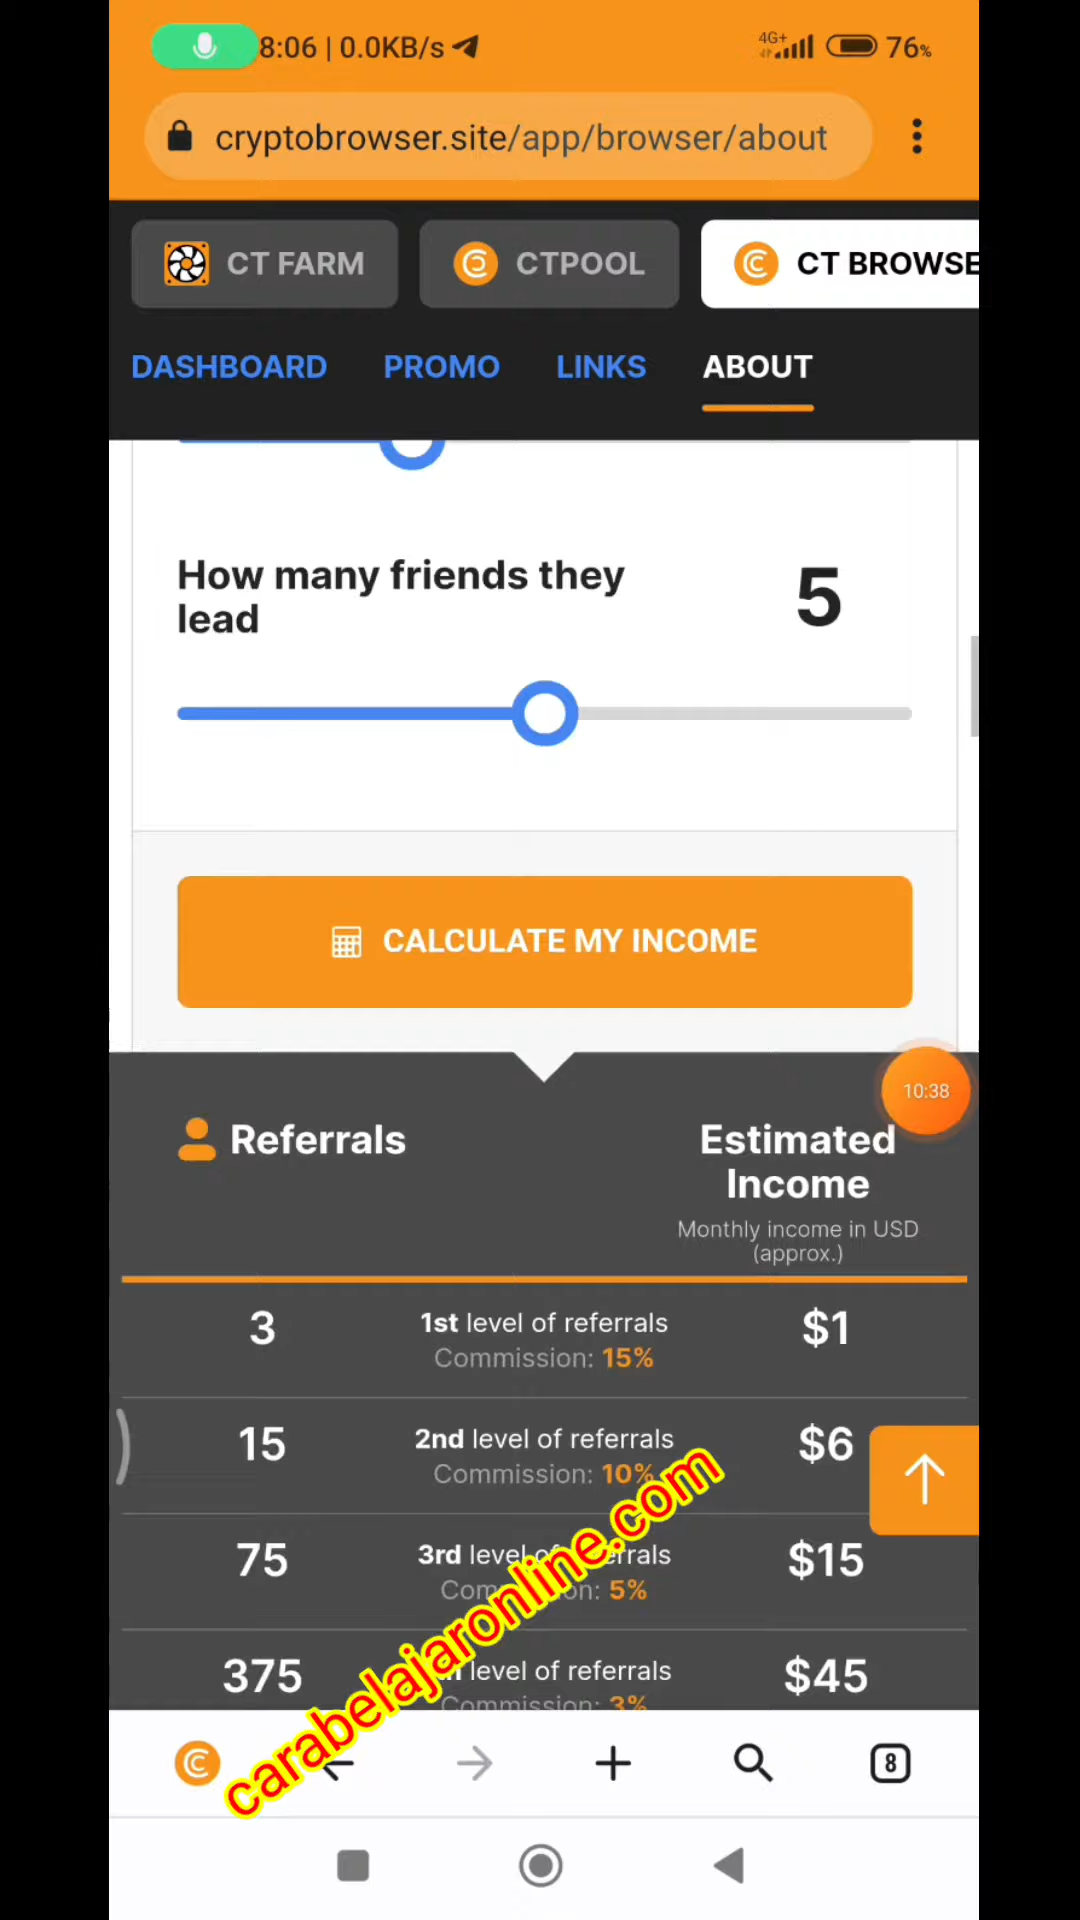 8:06 | 0.0KB/s 4G+ 76%
cryptobrowser.site/app/browser/about
CT FARM CTPOOL CT BROWSE
DASHBOARD PROMO LINKS ABOUT
How many friends they
lead
5
CALCULATE MY INCOME
10:38
Referrals
Estimated
Income
Monthly income in USD
(approx.)
3 1st level of referrals $1
Commission: 15%
15 2nd level of referrals $6
Commission: 10%
75 3rd level of referrals $15
Commission: 5%
375 level of referrals $45
Commission: 3%
carabelajaronline.com
8